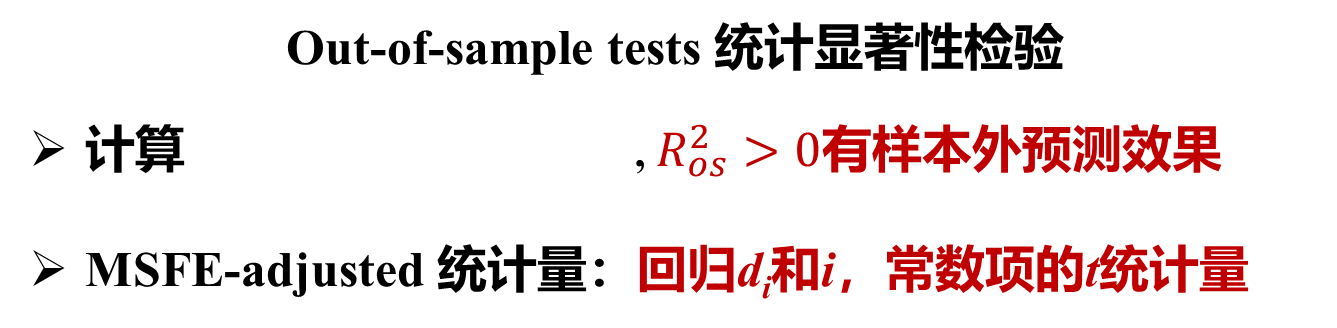 Out-of-sample tests 统计显著性检验
➢ 计算 , R²ₒₛ > 0有样本外预测效果
➢ MSFE-adjusted 统计量：回归dᵢ和i，常数项的t统计量